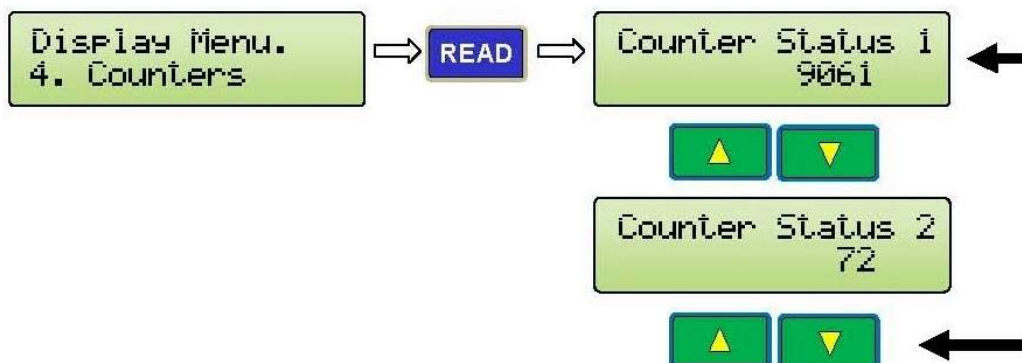 Display Menu.
4. Counters
READ
Counter Status 1
9061
Counter Status 2
72